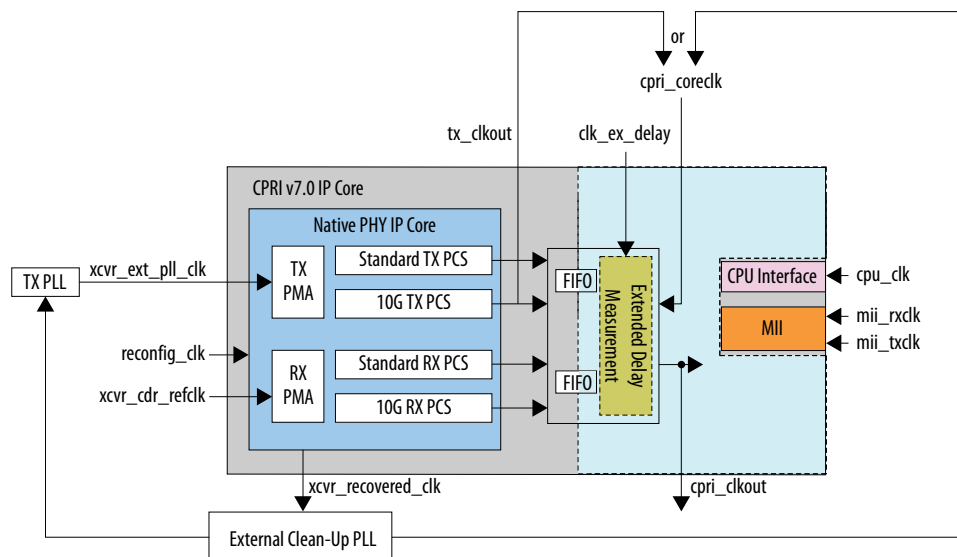 or
cpri_coreclk
tx_clkout
clk_ex_delay
CPRI v7.0 IP Core
Native PHY IP Core
TX PLL
xcvr_ext_pll_clk
TX
PMA
Standard TX PCS
10G TX PCS
FIFO
Extended Delay
Measurement
CPU Interface
cpu_clk
MII
mii_rxclk
mii_txclk
reconfig_clk
xcvr_cdr_refclk
RX
PMA
Standard RX PCS
10G RX PCS
FIFO
xcvr_recovered_clk
cpri_clkout
External Clean-Up PLL